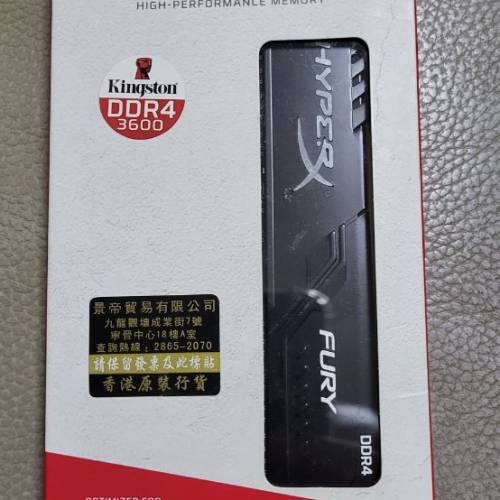 HIGH-PERFORMANCE MEMORY
Kingston
DDR4
3600
HYPERX
FURY
DDR4
景帝貿易有限公司
九龍觀塘成業街7號
寧晉中心18樓A室
查詢熱線：2865-2070
請保留發票及此標貼
香港原裝行貨